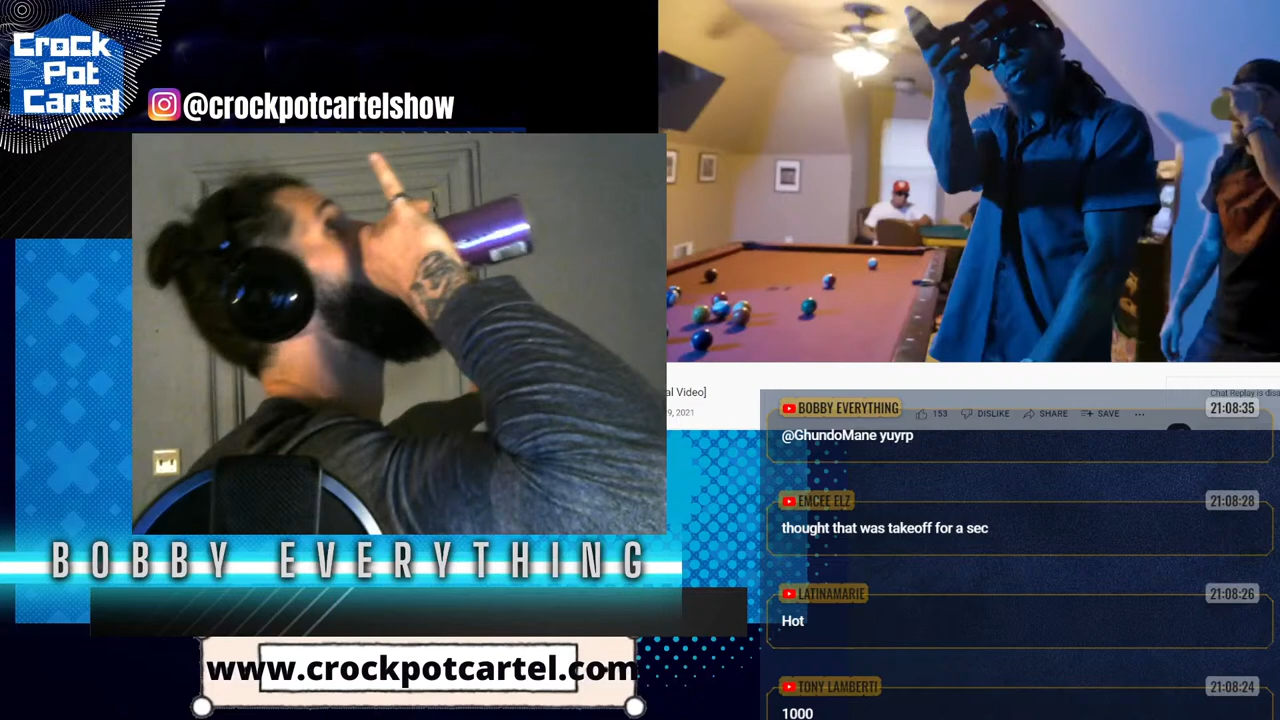 Crock
Pot
Cartel
@crockpotcartelshow
al Video]
9, 2021
153
DISLIKE
SHARE
SAVE
...
BOBBY EVERYTHING
21:08:35
@GhundoMane yuyrp
EMCEE ELZ
21:08:28
thought that was takeoff for a sec
LATINAMARIE
21:08:26
Hot
TONY LAMBERTI
21:08:24
1000
BOBBY EVERYTHING
www.crockpotcartel.com